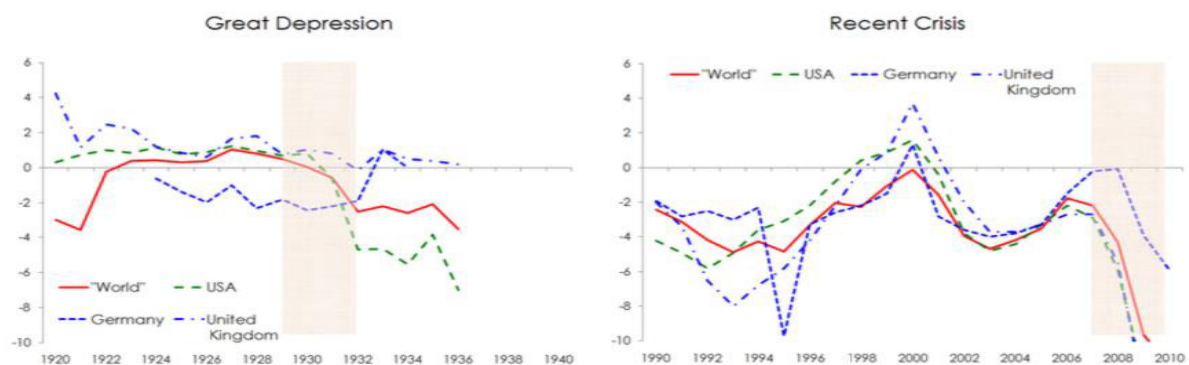 Great Depression
6
4
2
0
-2
-4
-6
-8
-10
"World"
USA
Germany
United
Kingdom
1920 1922 1924 1926 1928 1930 1932 1934 1936 1938 1940
Recent Crisis
6
4
2
0
-2
-4
-6
-8
-10
"World" USA Germany United
Kingdom
1990 1992 1994 1996 1998 2000 2002 2004 2006 2008 2010